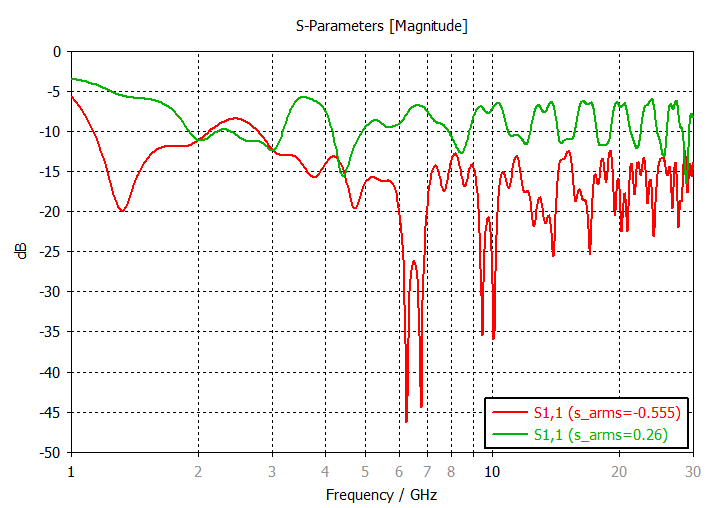 S-Parameters [Magnitude]
0
-5
-10
-15
-20
-25
-30
-35
-40
-45
-50
dB
S1,1 (s_arms=-0.555)
S1,1 (s_arms=0.26)
1 2 3 4 5 6 7 8 10 20 30
Frequency / GHz